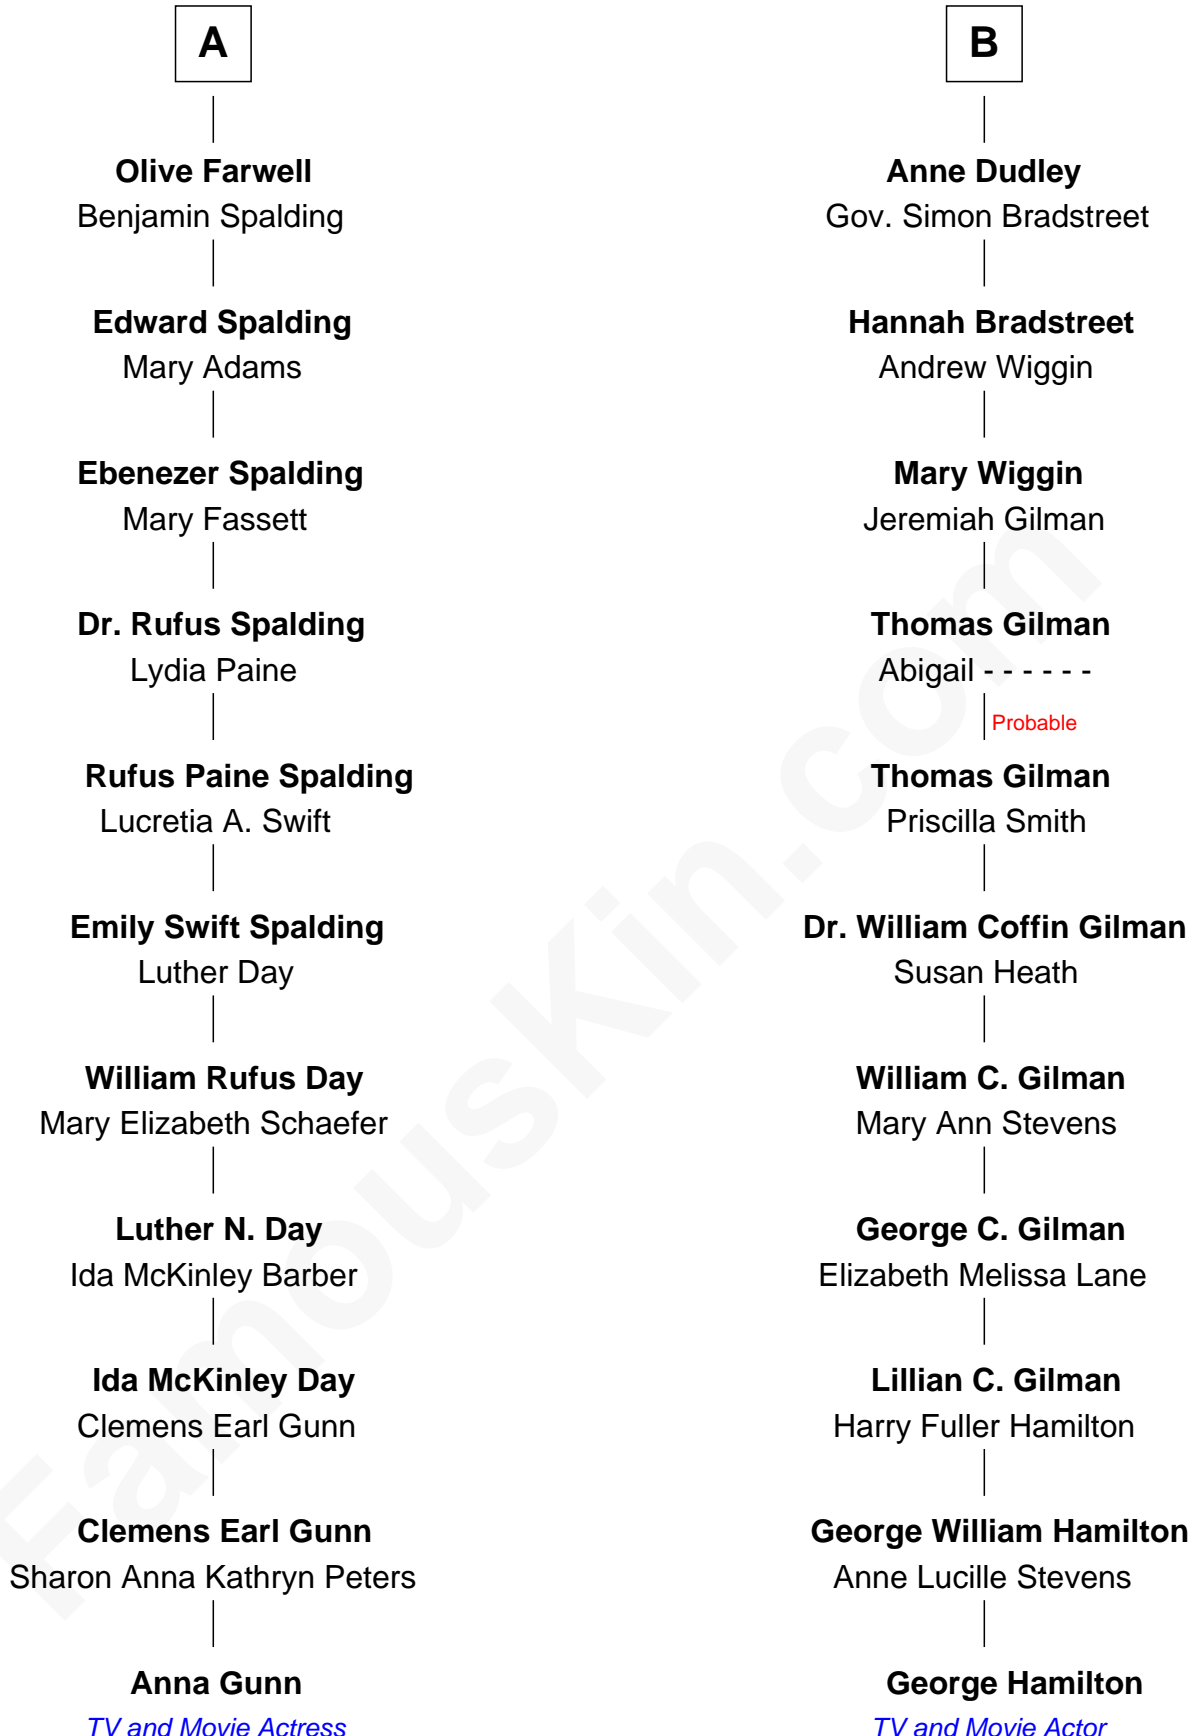 A
Olive Farwell
Benjamin Spalding
Edward Spalding
Mary Adams
Ebenezer Spalding
Mary Fassett
Dr. Rufus Spalding
Lydia Paine
Rufus Paine Spalding
Lucretia A. Swift
Emily Swift Spalding
Luther Day
William Rufus Day
Mary Elizabeth Schaefer
Luther N. Day
Ida McKinley Barber
Ida McKinley Day
Clemens Earl Gunn
Clemens Earl Gunn
Sharon Anna Kathryn Peters
Anna Gunn
TV and Movie Actress
B
Anne Dudley
Gov. Simon Bradstreet
Hannah Bradstreet
Andrew Wiggin
Mary Wiggin
Jeremiah Gilman
Thomas Gilman
Abigail - - - - - -
Probable
Thomas Gilman
Priscilla Smith
Dr. William Coffin Gilman
Susan Heath
William C. Gilman
Mary Ann Stevens
George C. Gilman
Elizabeth Melissa Lane
Lillian C. Gilman
Harry Fuller Hamilton
George William Hamilton
Anne Lucille Stevens
George Hamilton
TV and Movie Actor
FamousKin.com